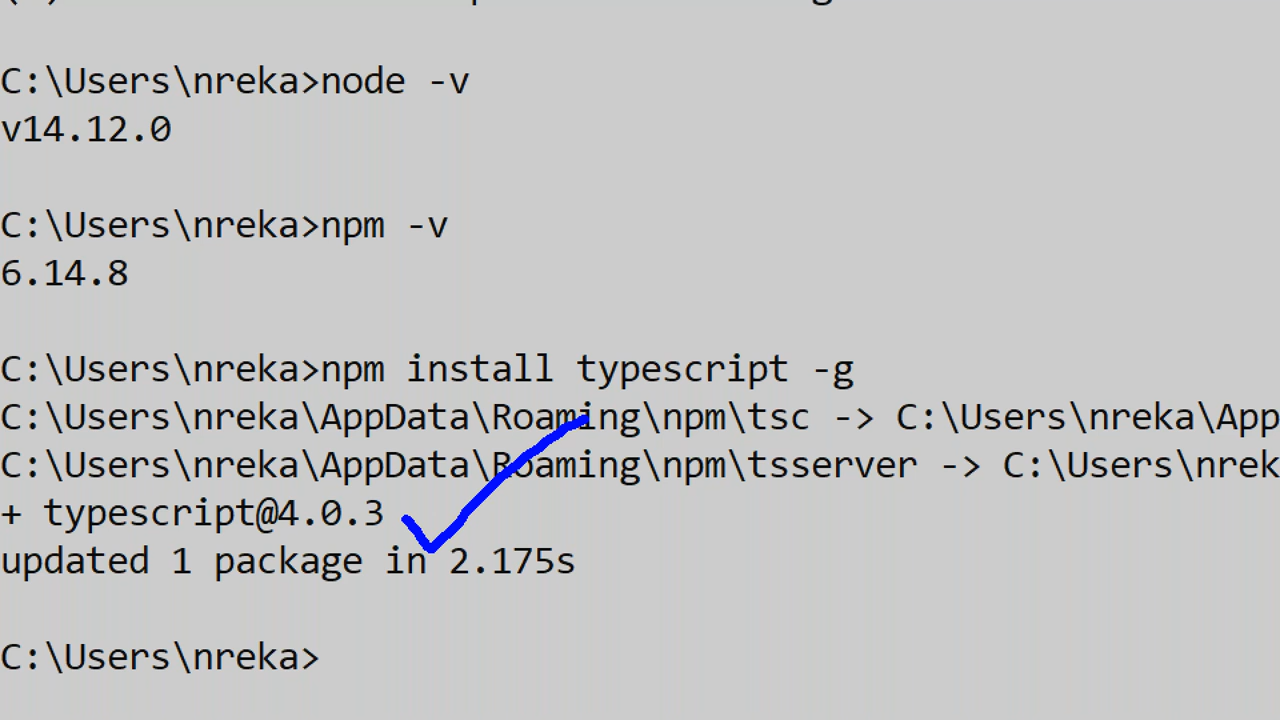 C:\Users\nreka>node -v
v14.12.0
C:\Users\nreka>npm -v
6.14.8
C:\Users\nreka>npm install typescript -g
C:\Users\nreka\AppData\Roaming\npm\tsc -> C:\Users\nreka\App
C:\Users\nreka\AppData\Roaming\npm\tsserver -> C:\Users\nrek
+ typescript@4.0.3
updated 1 package in 2.175s
C:\Users\nreka>